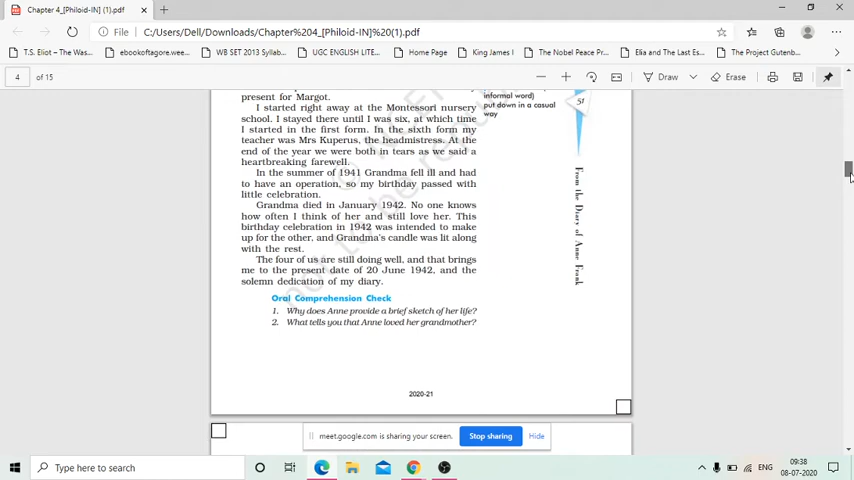 Chapter 4_[Philoid-IN] (1).pdf
File C:/Users/Dell/Downloads/Chapter%204_[Philoid-IN]%20(1).pdf
T.S. Eliot – The Was... ebookoftagore.wee... WB SET 2013 Syllab... UGC ENGLISH LITE... Home Page King James I The Nobel Peace Pr... Elia and The Last Es... The Project Gutenb...
4 of 15 Draw Erase
present for Margot.
informal word)
put down in a casual
way
51
I started right away at the Montessori nursery
school. I stayed there until I was six, at which time
I started in the first form. In the sixth form my
teacher was Mrs Kuperus, the headmistress. At the
end of the year we were both in tears as we said a
heartbreaking farewell.
In the summer of 1941 Grandma fell ill and had
to have an operation, so my birthday passed with
little celebration.
Grandma died in January 1942. No one knows
how often I think of her and still love her. This
birthday celebration in 1942 was intended to make
up for the other, and Grandma's candle was lit along
with the rest.
The four of us are still doing well, and that brings
me to the present date of 20 June 1942, and the
solemn dedication of my diary.
From the Diary of Anne Frank
Oral Comprehension Check
1. Why does Anne provide a brief sketch of her life?
2. What tells you that Anne loved her grandmother?
2020-21
meet.google.com is sharing your screen. Stop sharing Hide
Type here to search
ENG
09:38
08-07-2020